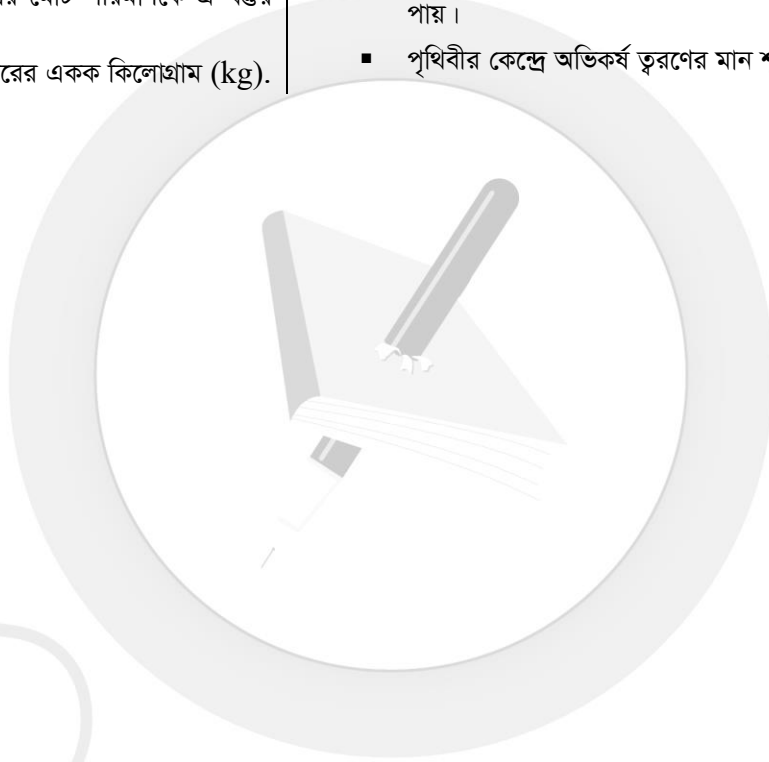 মোট পরিমাণকে ঐ বস্তুর
রের একক কিলোগ্রাম (kg).
পায়।
▪ পৃথিবীর কেন্দ্রে অভিকর্ষ ত্বরণের মান